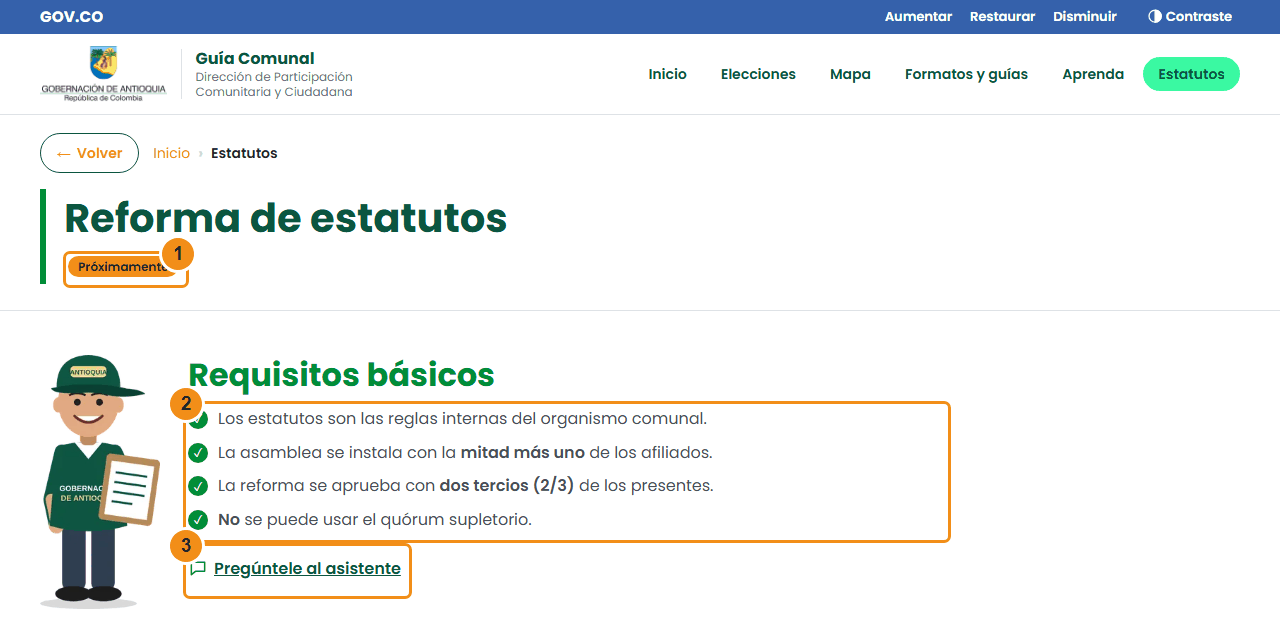 GOV.CO
Aumentar Restaurar Disminuir Contraste
GOBERNACIÓN DE ANTIOQUIA
República de Colombia
Guía Comunal
Dirección de Participación
Comunitaria y Ciudadana
Inicio Elecciones Mapa Formatos y guías Aprenda Estatutos
← Volver Inicio › Estatutos
Reforma de estatutos
1
Próximamente
ANTIOQUIA
GOBERNAC
DE ANTIOQ
Requisitos básicos
2
Los estatutos son las reglas internas del organismo comunal.
La asamblea se instala con la mitad más uno de los afiliados.
La reforma se aprueba con dos tercios (2/3) de los presentes.
No se puede usar el quórum supletorio.
3
Pregúntele al asistente